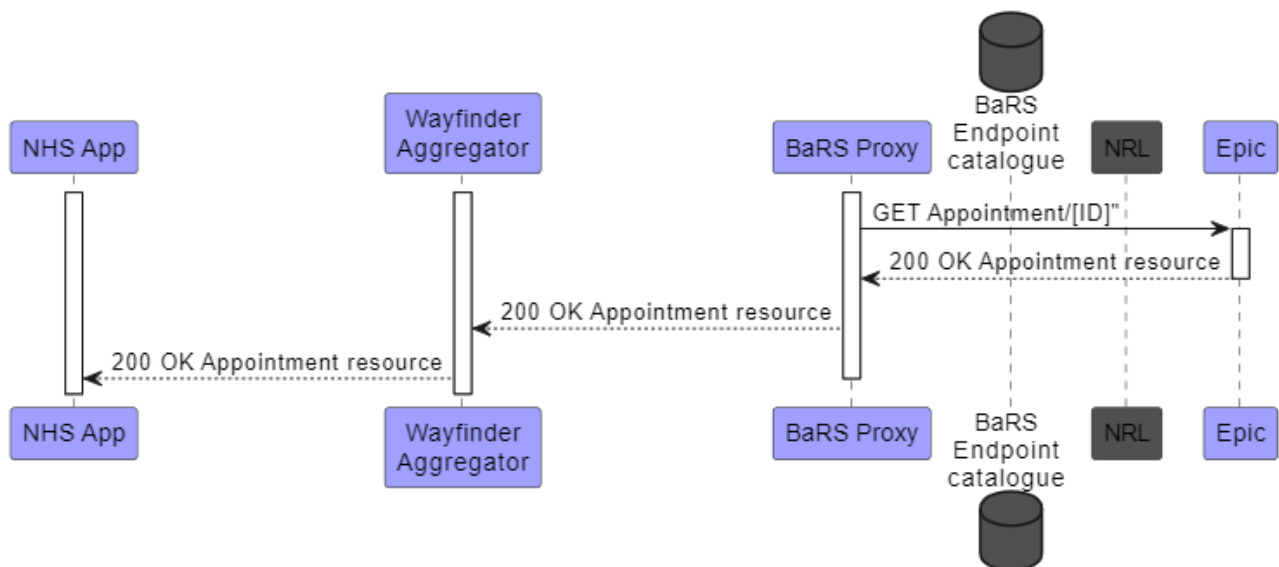 BaRS
Endpoint
catalogue
NHS App
Wayfinder
Aggregator
BaRS Proxy
NRL
Epic
GET Appointment/[ID]"
200 OK Appointment resource
200 OK Appointment resource
200 OK Appointment resource
NHS App
Wayfinder
Aggregator
BaRS Proxy
BaRS
Endpoint
catalogue
NRL
Epic